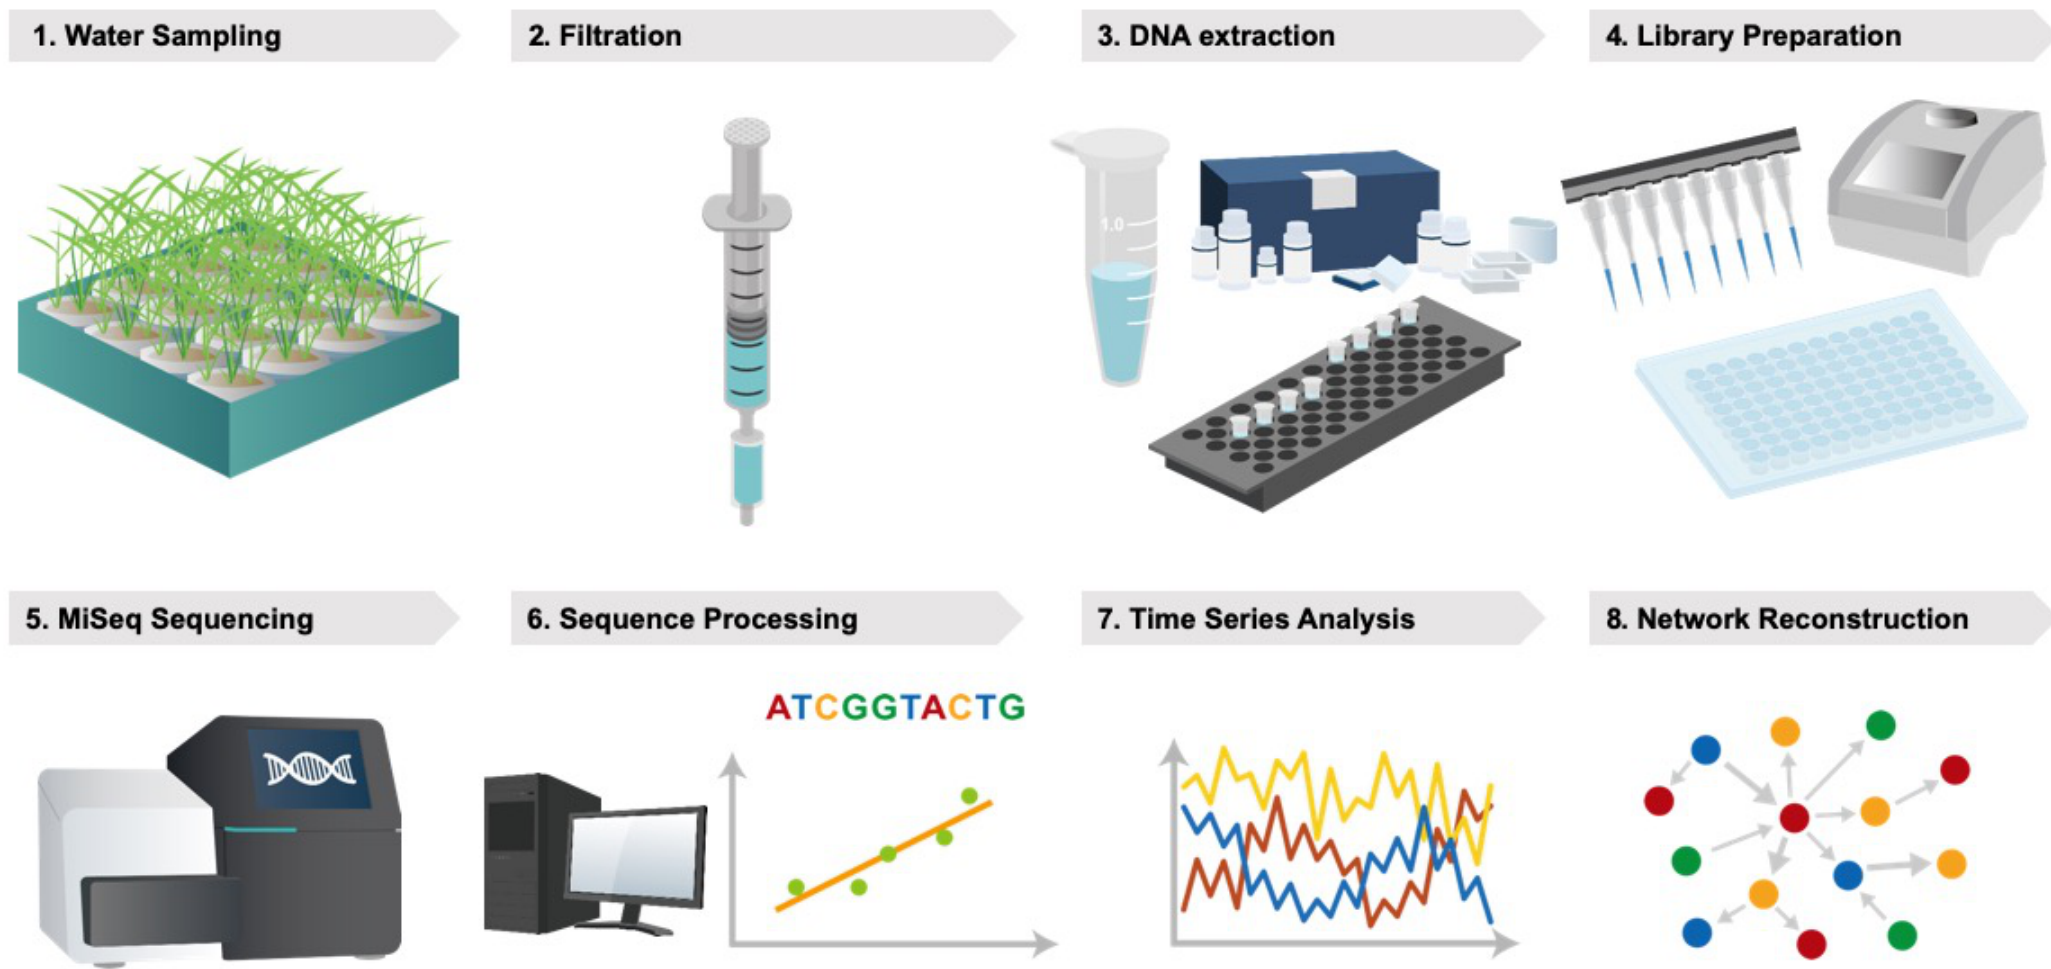 1. Water Sampling
2. Filtration
3. DNA extraction
4. Library Preparation
1.0
5. MiSeq Sequencing
6. Sequence Processing
7. Time Series Analysis
8. Network Reconstruction
ATCGGTACTG